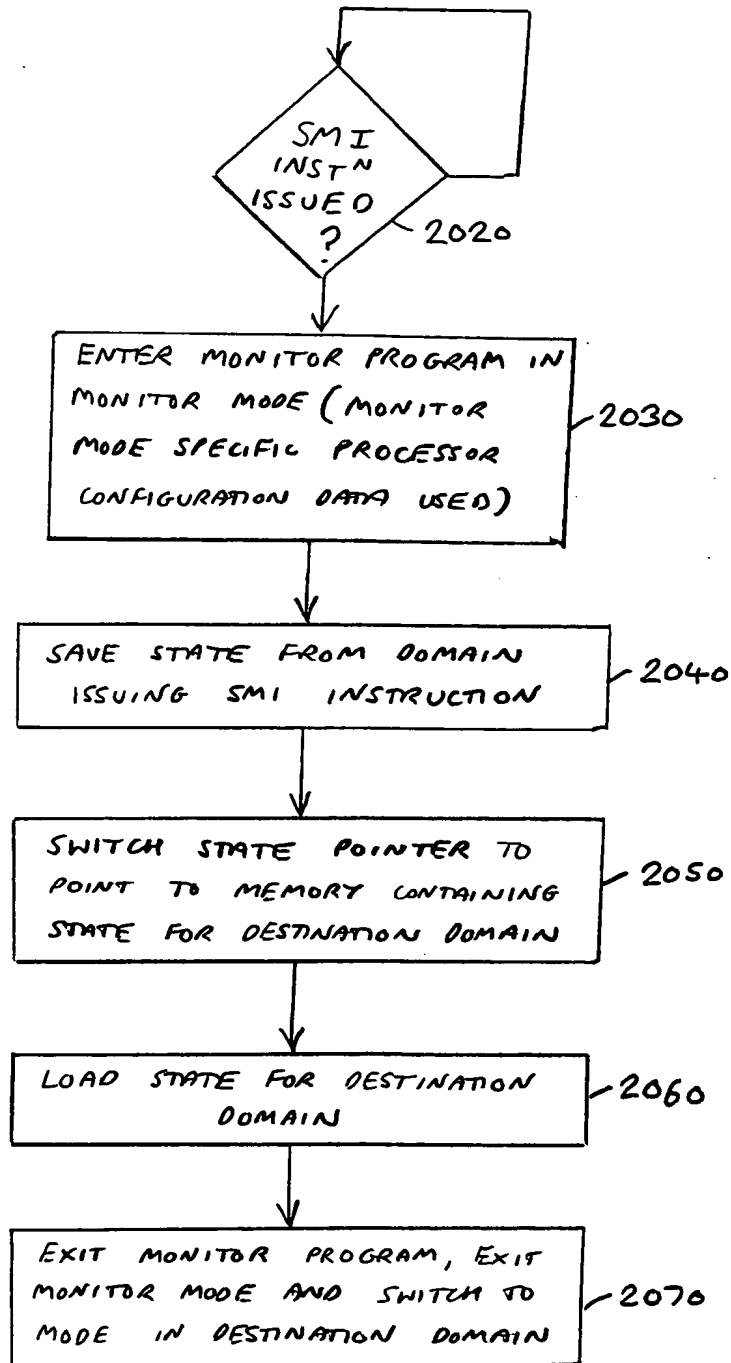 SMI
INSTN
ISSUED
?
2020
ENTER MONITOR PROGRAM IN
MONITOR MODE (MONITOR
MODE SPECIFIC PROCESSOR
CONFIGURATION DATA USED)
2030
SAVE STATE FROM DOMAIN
ISSUING SMI INSTRUCTION
2040
SWITCH STATE POINTER TO
POINT TO MEMORY CONTAINING
STATE FOR DESTINATION DOMAIN
2050
LOAD STATE FOR DESTINATION
DOMAIN
2060
EXIT MONITOR PROGRAM, EXIT
MONITOR MODE AND SWITCH TO
MODE IN DESTINATION DOMAIN
2070